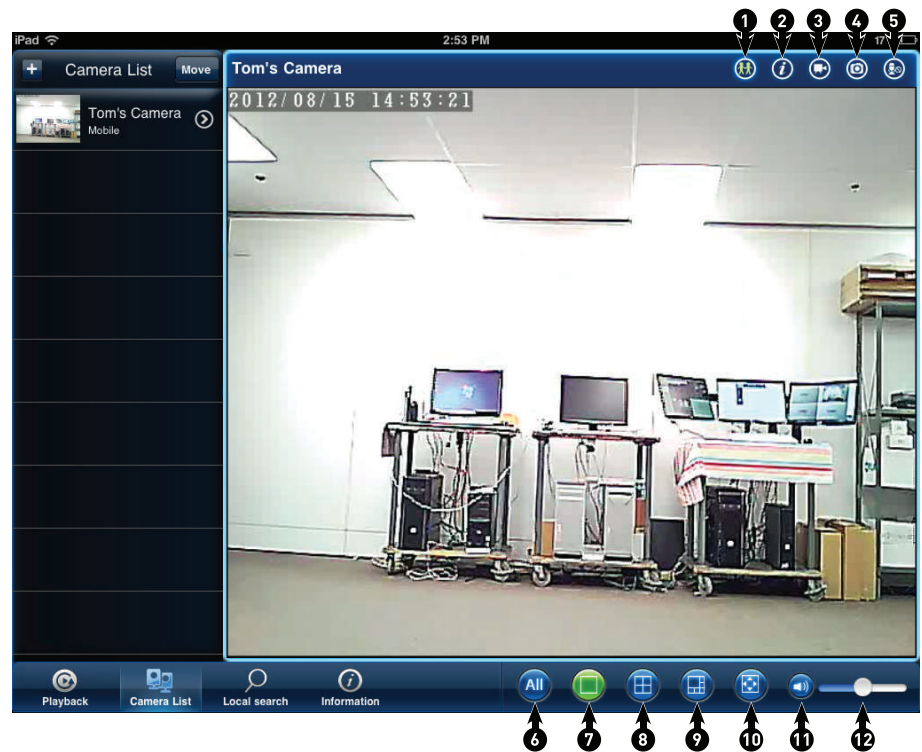 1 2 3 4 5
iPad 2:53 PM 17
+ Camera List Move Tom's Camera i
2012/08/15 14:53:21
Tom's Camera
Mobile
All
Playback Camera List Local search Information
6 7 8 9 10 11 12